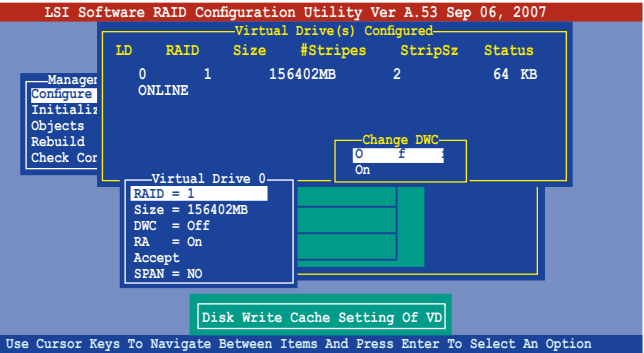 LSI Software RAID Configuration Utility Ver A.53 Sep 06, 2007
Virtual Drive(s) Configured
LD RAID Size #Stripes StripSz Status
0 1 156402MB 2 64 KB
ONLINE
Managem
Configure
Initializ
Objects
Rebuild
Check Con
Change DWC
O f f
On
Virtual Drive 0
RAID = 1
Size = 156402MB
DWC = Off
RA = On
Accept
SPAN = NO
Disk Write Cache Setting Of VD
Use Cursor Keys To Navigate Between Items And Press Enter To Select An Option